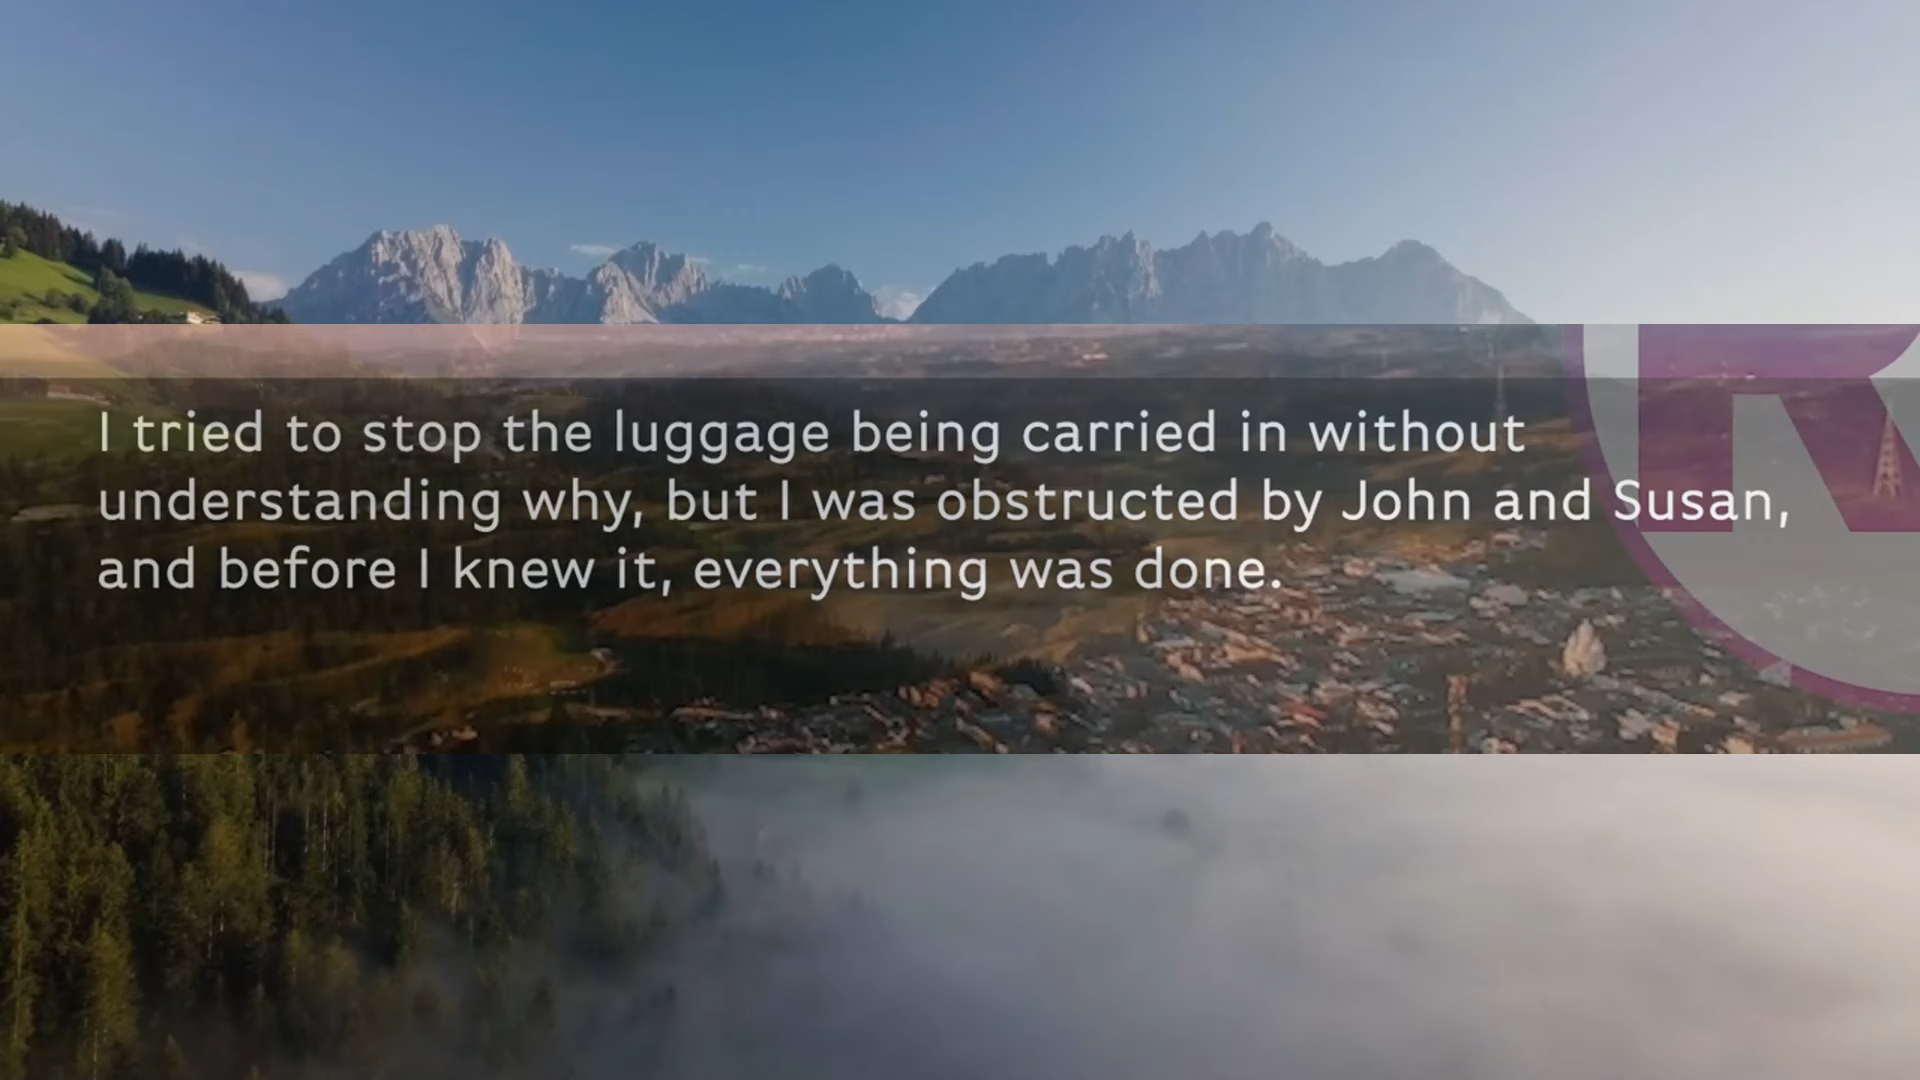 I tried to stop the luggage being carried in without
understanding why, but I was obstructed by John and Susan,
and before I knew it, everything was done.
R